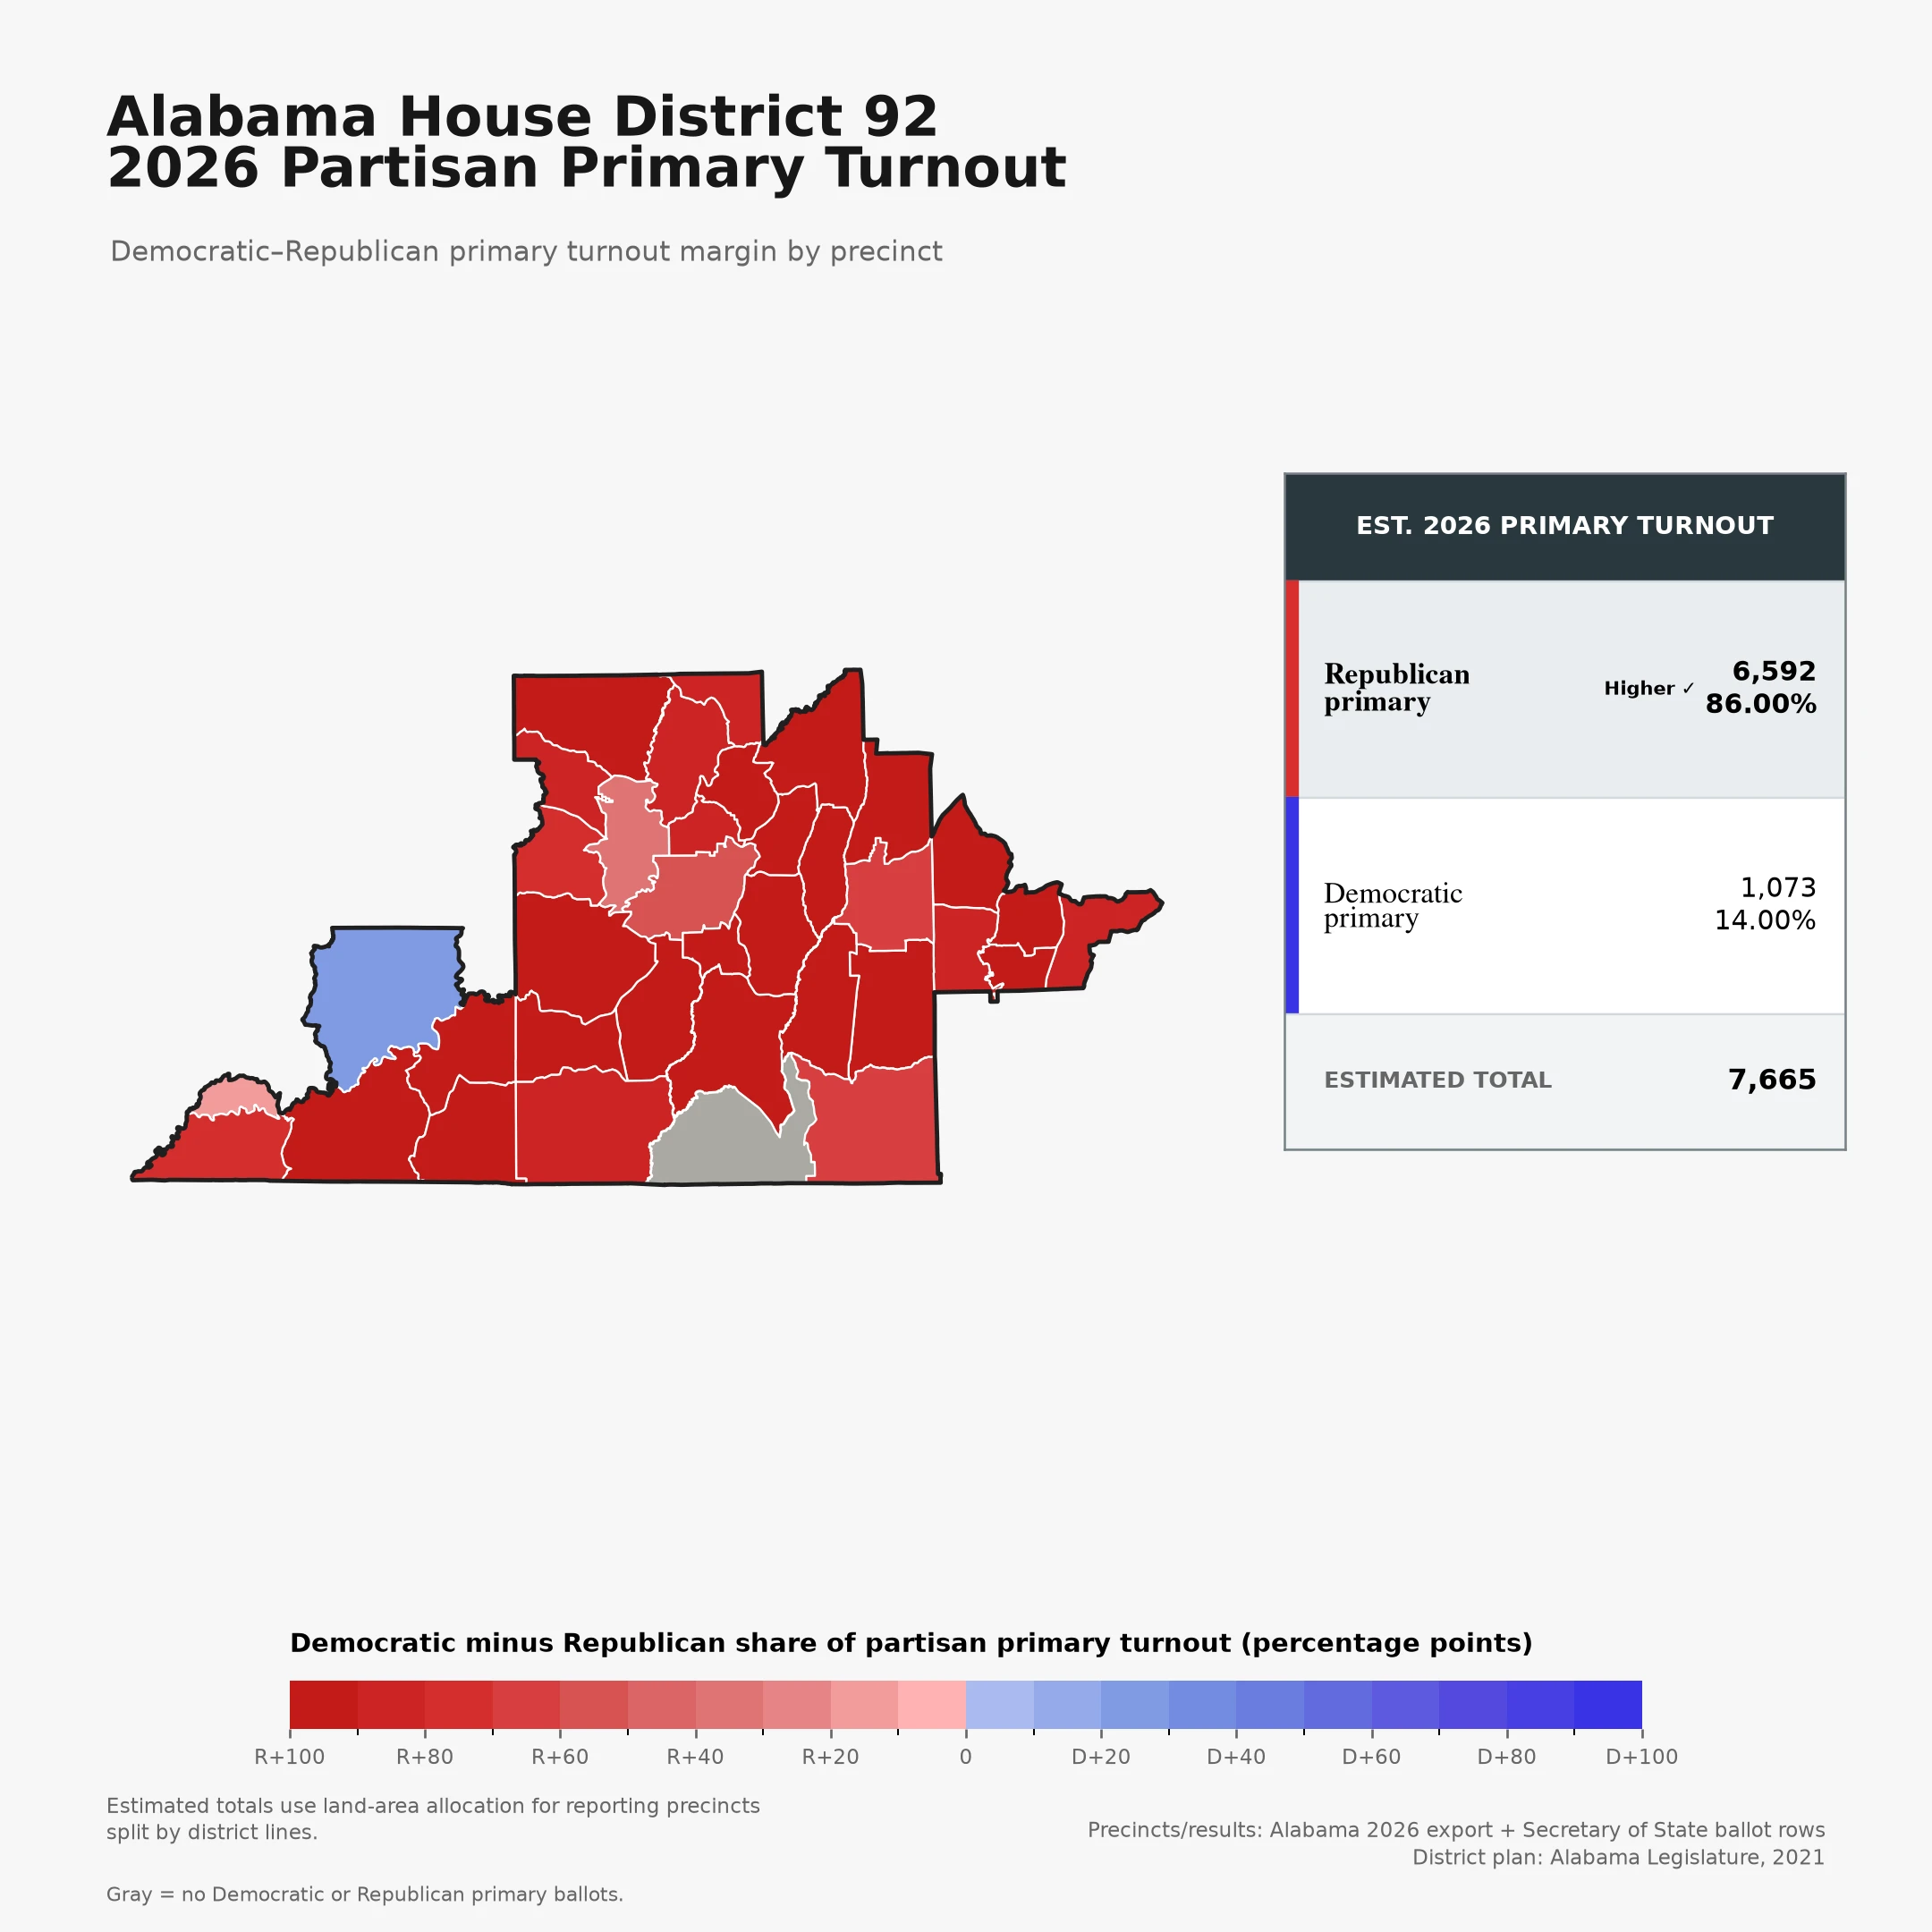 Alabama House District 92
2026 Partisan Primary Turnout
Democratic–Republican primary turnout margin by precinct
EST. 2026 PRIMARY TURNOUT
Republican
primary
Higher ✓
6,592
86.00%
Democratic
primary
1,073
14.00%
ESTIMATED TOTAL
7,665
Democratic minus Republican share of partisan primary turnout (percentage points)
R+100 R+80 R+60 R+40 R+20 0 D+20 D+40 D+60 D+80 D+100
Estimated totals use land-area allocation for reporting precincts
split by district lines.
Gray = no Democratic or Republican primary ballots.
Precincts/results: Alabama 2026 export + Secretary of State ballot rows
District plan: Alabama Legislature, 2021